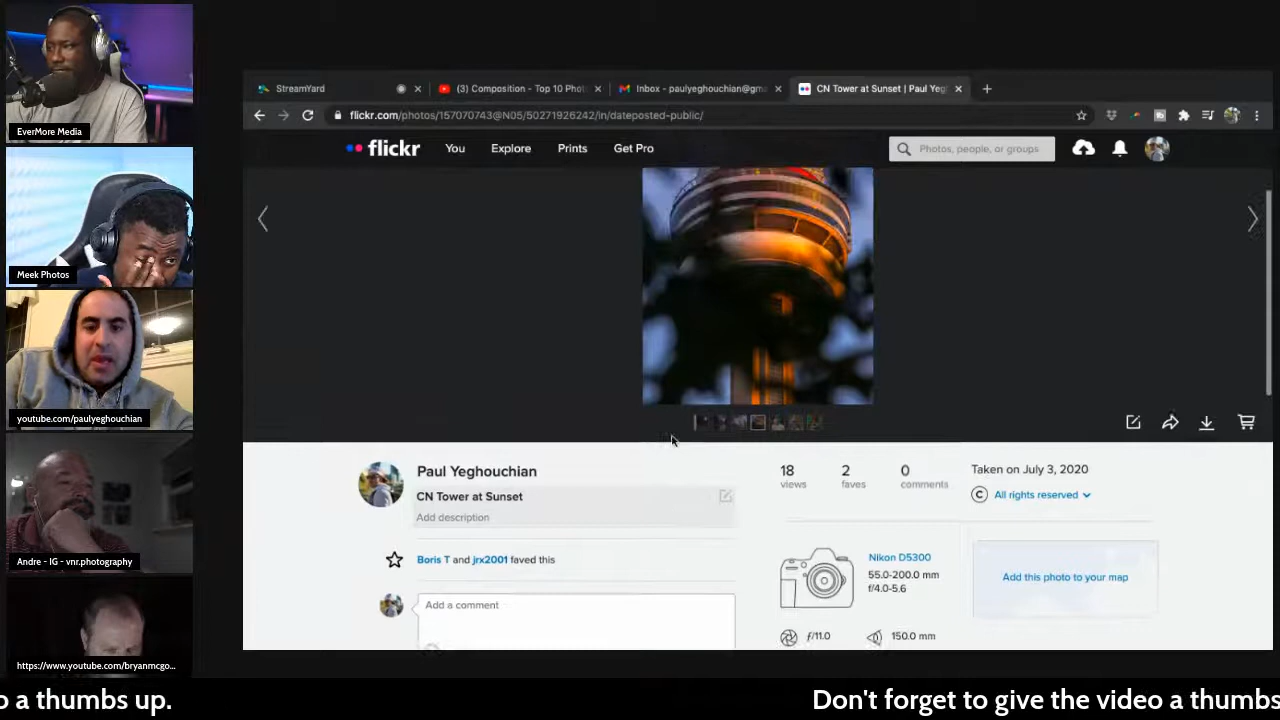 EverMore Media
Meek Photos
youtube.com/paulyeghouchian
Andre - IG - vnr.photography
https://www.youtube.com/bryanmcgo...
StreamYard
(3) Composition - Top 10 Phot
Inbox - paulyeghouchian@gma
CN Tower at Sunset | Paul Yeg
flickr.com/photos/157070743@N05/50271926242/in/dateposted-public/
flickr
You
Explore
Prints
Get Pro
Photos, people, or groups
Paul Yeghouchian
CN Tower at Sunset
Add description
Boris T and jrx2001 faved this
Add a comment
18
views
2
faves
0
comments
Taken on July 3, 2020
All rights reserved
Nikon D5300
55.0-200.0 mm
f/4.0-5.6
Add this photo to your map
ƒ/11.0
150.0 mm
o a thumbs up.
Don't forget to give the video a thumbs